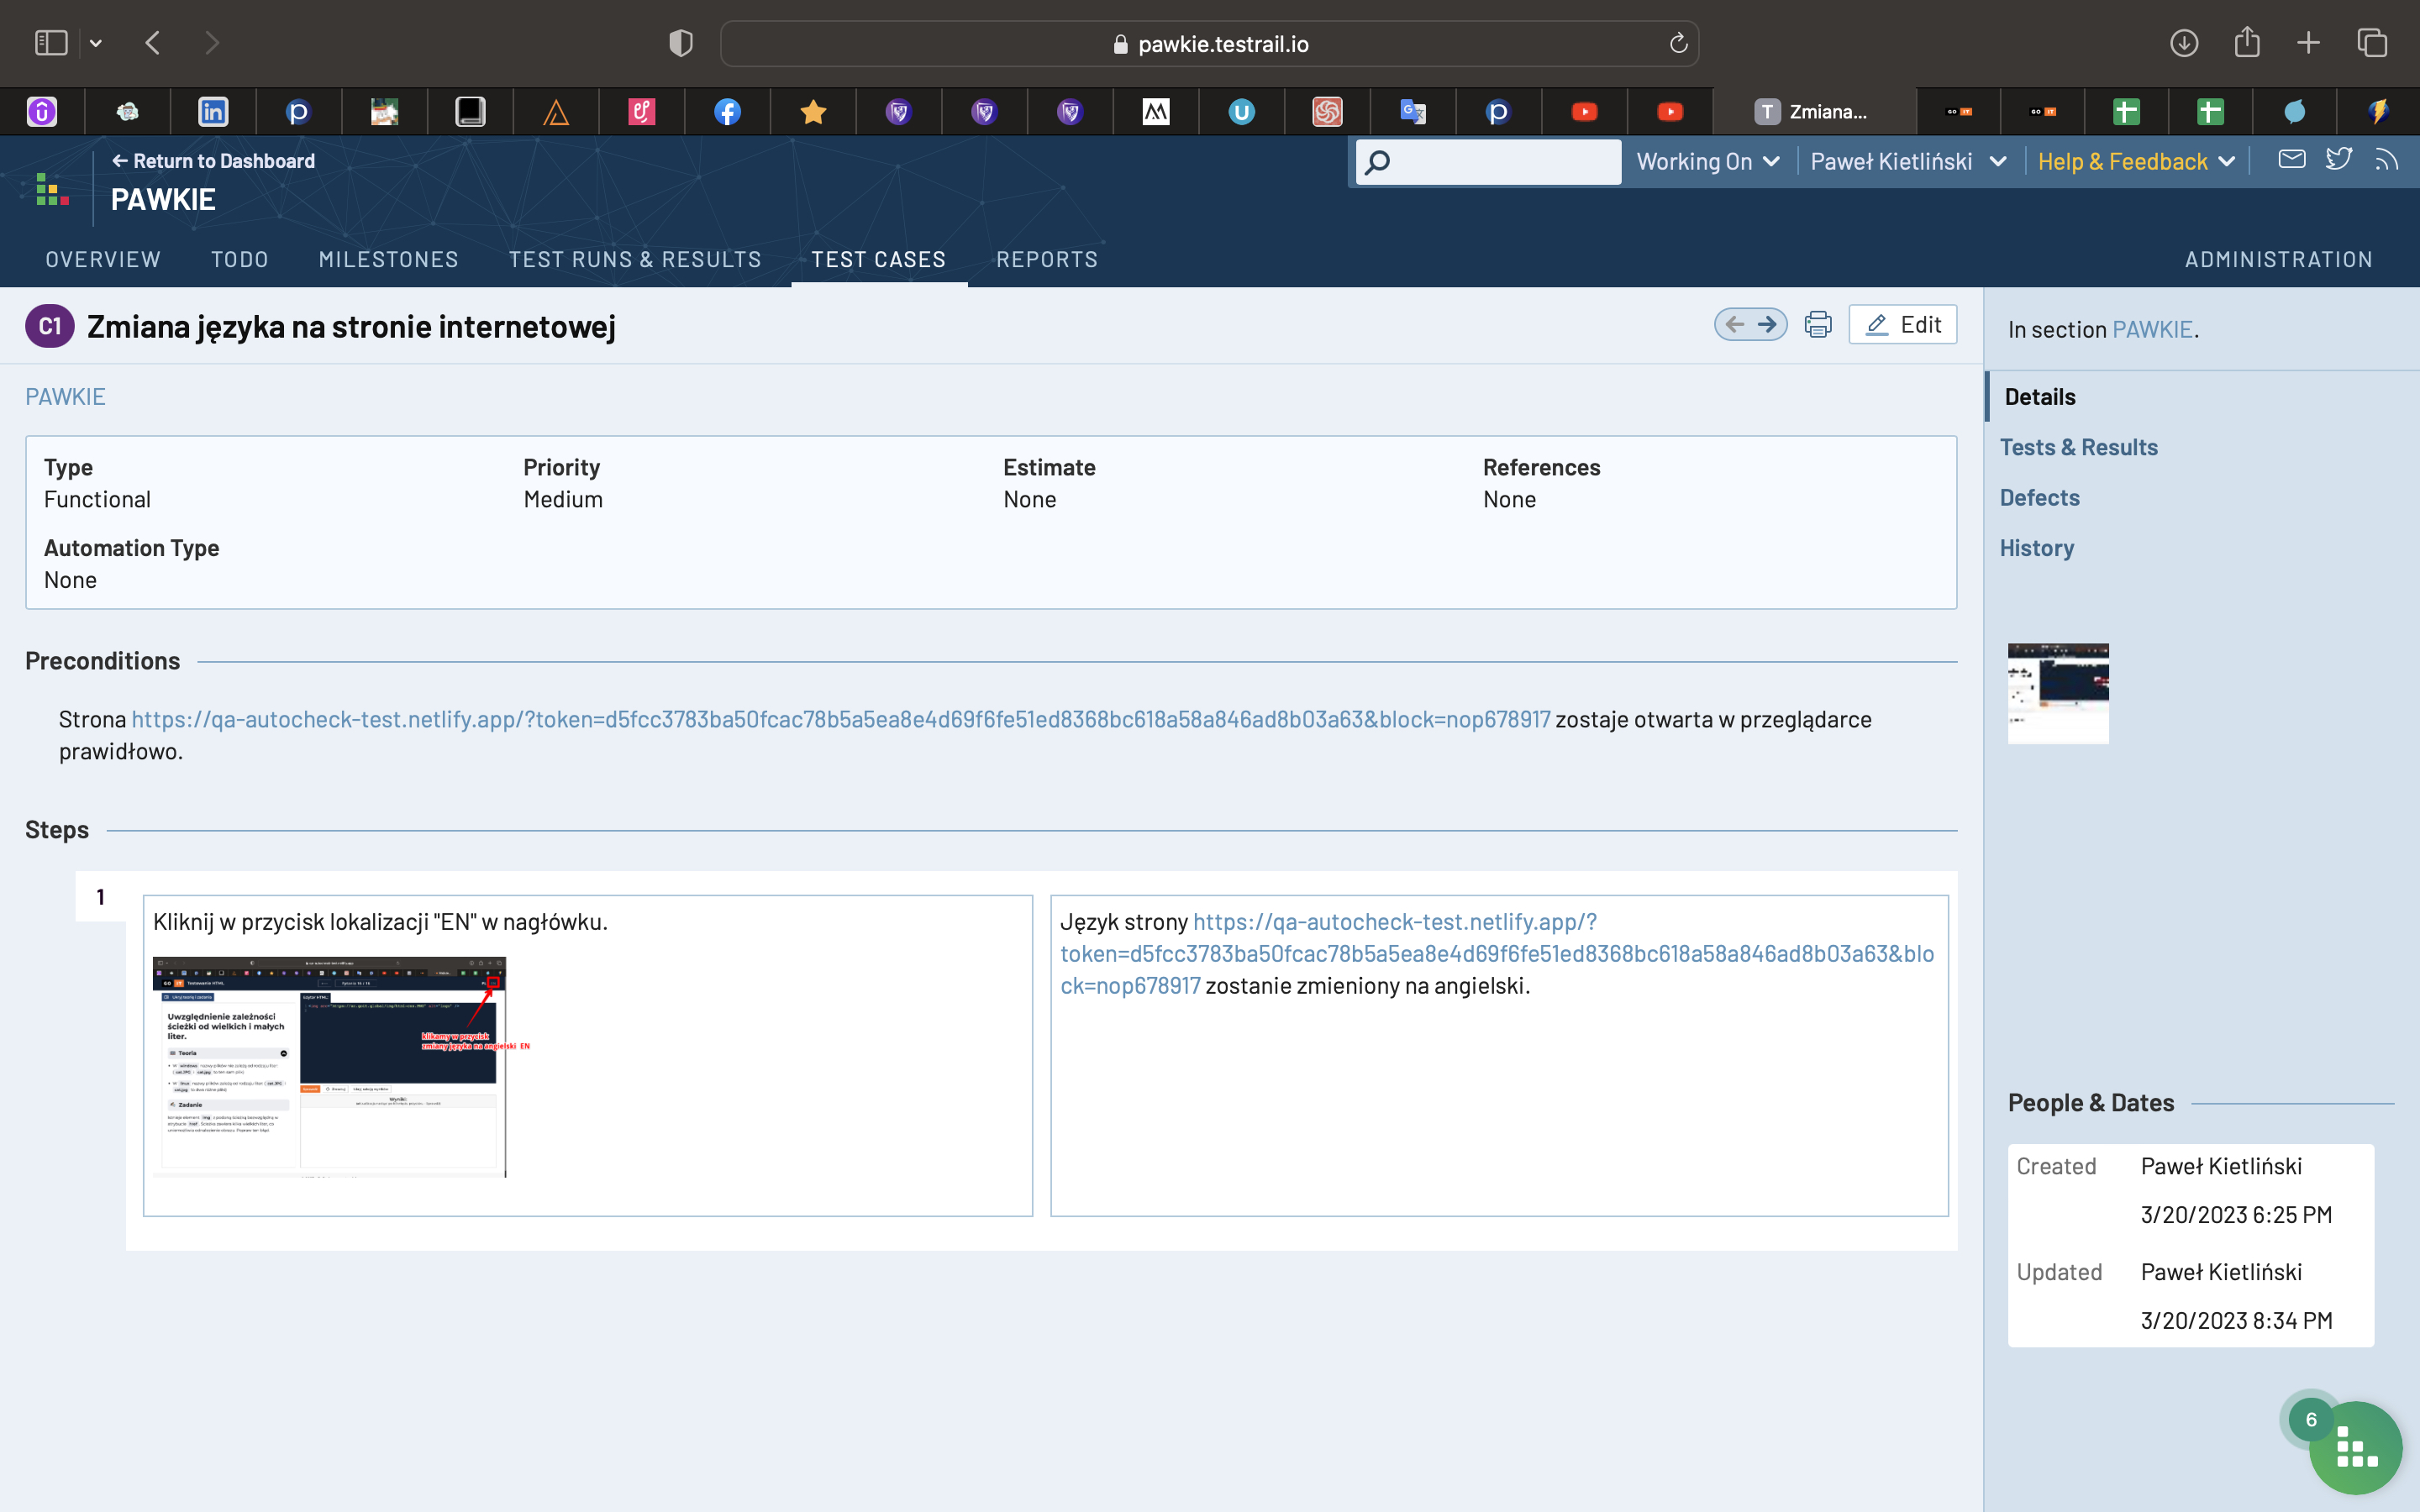 pawkie.testrail.io
Zmiana...
← Return to Dashboard
PAWKIE
Working On
Paweł Kietliński
Help & Feedback
OVERVIEW TODO MILESTONES TEST RUNS & RESULTS TEST CASES REPORTS ADMINISTRATION
C1 Zmiana języka na stronie internetowej
Edit
In section PAWKIE.
PAWKIE
Details
Tests & Results
Defects
History
Type Priority Estimate References
Functional Medium None None
Automation Type
None
Preconditions
Strona https://qa-autocheck-test.netlify.app/?token=d5fcc3783ba50fcac78b5a5ea8e4d69f6fe51ed8368bc618a58a846ad8b03a63&block=nop678917 zostaje otwarta w przeglądarce
prawidłowo.
Steps
1
Kliknij w przycisk lokalizacji "EN" w nagłówku.
Uwzględnienie zależności
ścieżki od wielkich i małych
liter.
Teoria
Zadanie
klikamy w przycisk
zmiany języka na angielski EN
Język strony https://qa-autocheck-test.netlify.app/?
token=d5fcc3783ba50fcac78b5a5ea8e4d69f6fe51ed8368bc618a58a846ad8b03a63&blo
ck=nop678917 zostanie zmieniony na angielski.
People & Dates
Created Paweł Kietliński
3/20/2023 6:25 PM
Updated Paweł Kietliński
3/20/2023 8:34 PM
6